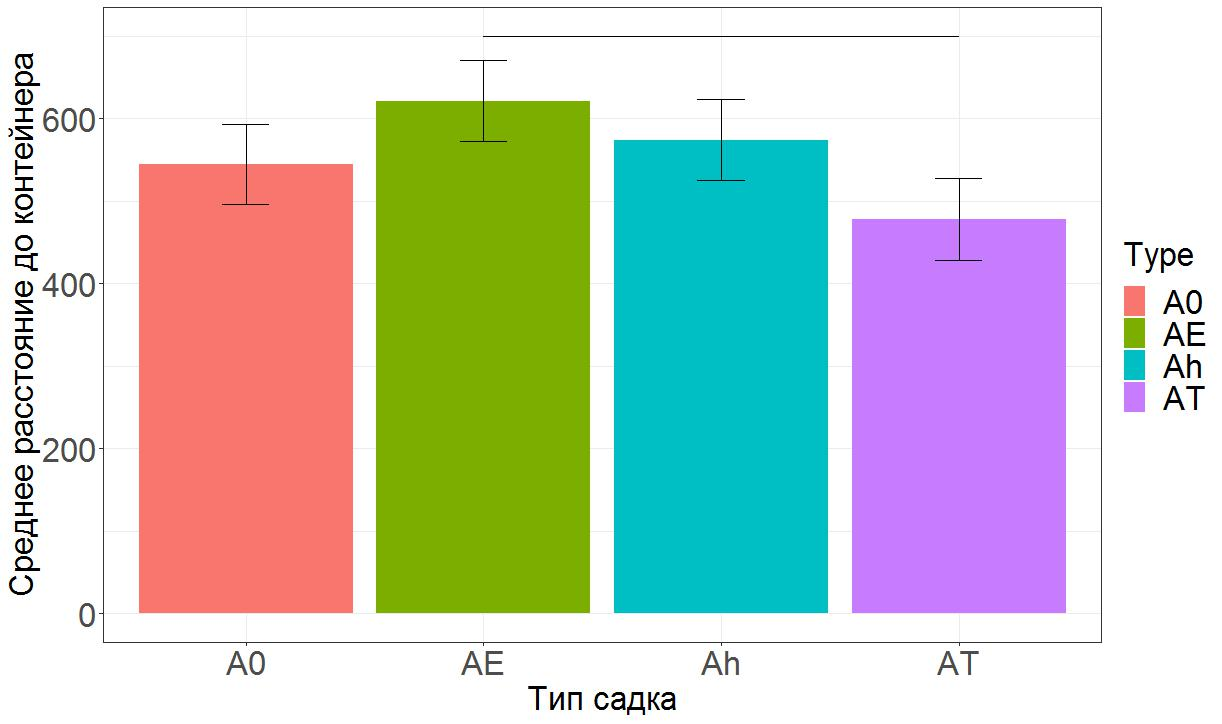 Среднее расстояние до контейнера
600
400
200
0
A0
AE
Ah
AT
Тип садка
Type
A0
AE
Ah
AT